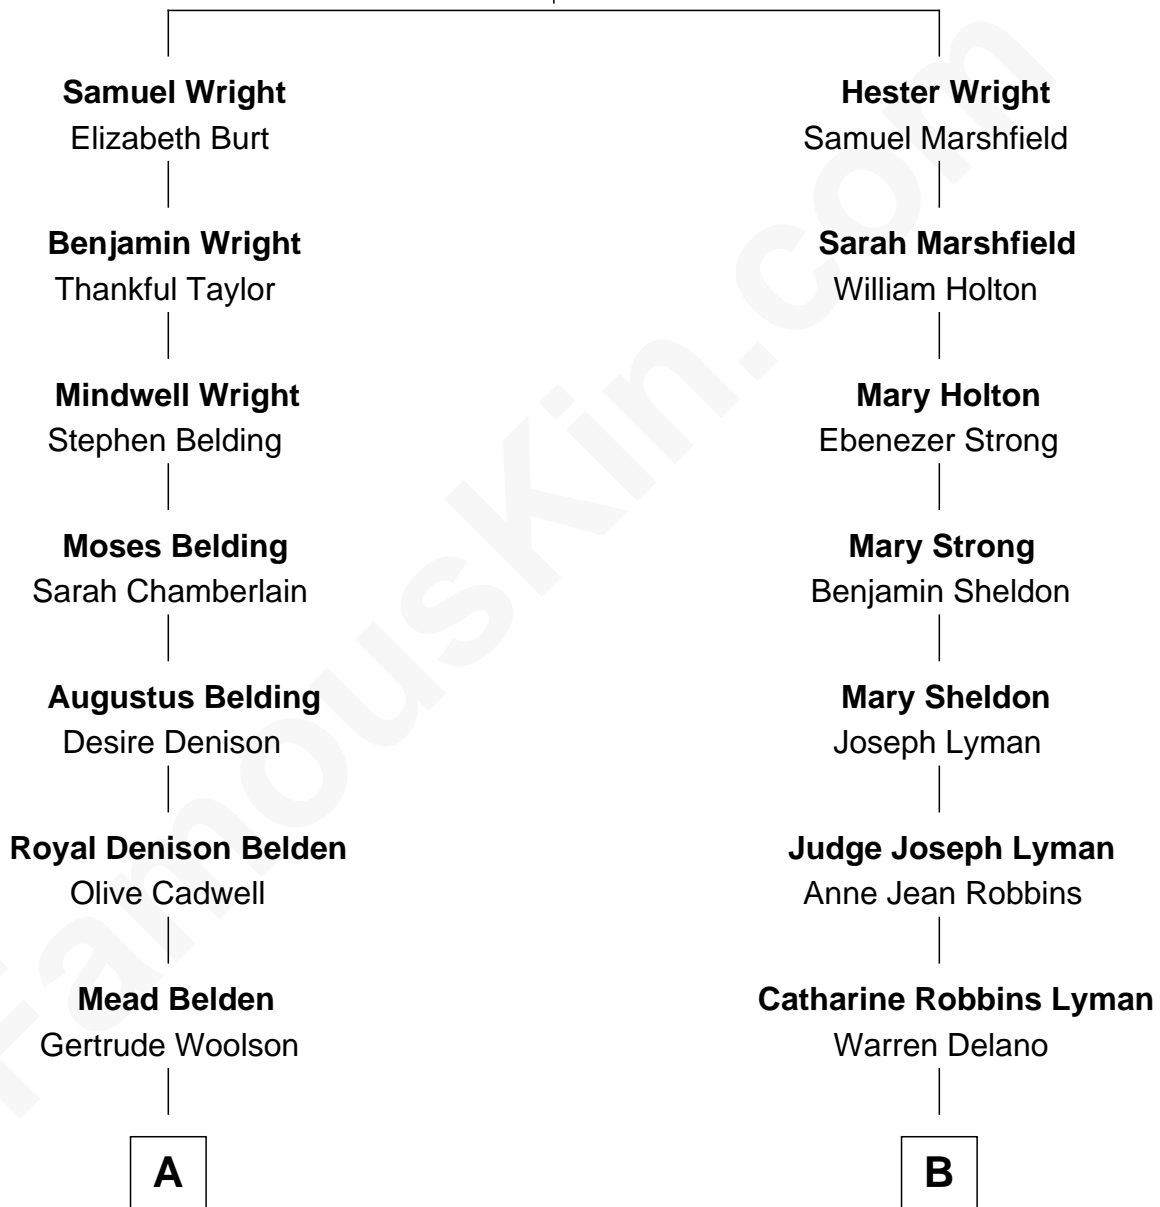 Samuel Wright
Elizabeth Burt
Benjamin Wright
Thankful Taylor
Mindwell Wright
Stephen Belding
Moses Belding
Sarah Chamberlain
Augustus Belding
Desire Denison
Royal Denison Belden
Olive Cadwell
Mead Belden
Gertrude Woolson
A
Hester Wright
Samuel Marshfield
Sarah Marshfield
William Holton
Mary Holton
Ebenezer Strong
Mary Strong
Benjamin Sheldon
Mary Sheldon
Joseph Lyman
Judge Joseph Lyman
Anne Jean Robbins
Catharine Robbins Lyman
Warren Delano
B
FamousKin.com